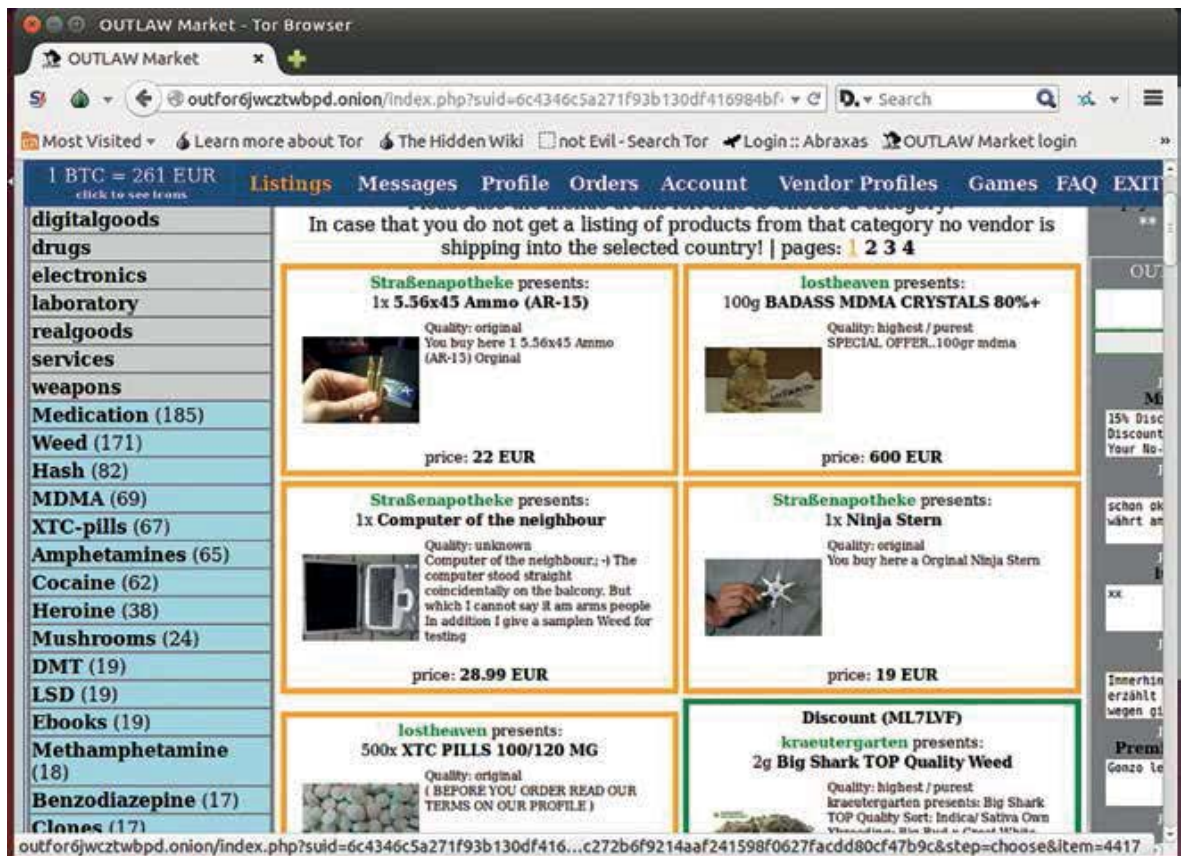 OUTLAW Market - Tor Browser
OUTLAW Market
outfor6jwcztwbpd.onion/index.php?suid=6c4346c5a271f93b130df416984bf
Search
Most Visited
Learn more about Tor
The Hidden Wiki
not Evil - Search Tor
Login :: Abraxas
OUTLAW Market login
»
1 BTC = 261 EUR
click to see icons
Listings
Messages
Profile
Orders
Account
Vendor Profiles
Games
FAQ
EXIT
digitalgoods
drugs
electronics
laboratory
realgoods
services
weapons
Medication (185)
Weed (171)
Hash (82)
MDMA (69)
XTC-pills (67)
Amphetamines (65)
Cocaine (62)
Heroine (38)
Mushrooms (24)
DMT (19)
LSD (19)
Ebooks (19)
Methamphetamine
(18)
Benzodiazepine (17)
Clones (17)
In case that you do not get a listing of products from that category no vendor is
shipping into the selected country! | pages: 1 2 3 4
Straßenapotheke presents:
1x 5.56x45 Ammo (AR-15)
Quality: original
You buy here 1 5.56x45 Ammo
(AR-15) Orginal
price: 22 EUR
lostheaven presents:
100g BADASS MDMA CRYSTALS 80%+
Quality: highest / purest
SPECIAL OFFER..100gr mdma
price: 600 EUR
Straßenapotheke presents:
1x Computer of the neighbour
Quality: unknown
Computer of the neighbour.; -) The
computer stood straight
coincidentally on the balcony. But
which I cannot say it am arms people
In addition I give a samplen Weed for
testing
price: 28.99 EUR
Straßenapotheke presents:
1x Ninja Stern
Quality: original
You buy here a Orginal Ninja Stern
price: 19 EUR
lostheaven presents:
500x XTC PILLS 100/120 MG
Quality: original
( BEFORE YOU ORDER READ OUR
TERMS ON OUR PROFILE )
Discount (ML7LVF)
kraeutergarten presents:
2g Big Shark TOP Quality Weed
Quality: highest / purest
kraeutergarten presents: Big Shark
TOP Quality Sort: Indica/ Sativa Own
**
OU
15% Disc
Discount
Your No-
schon ok
währt am
xx
Immerhin
erzählt
wegen gi
Premi
Gonzo le
outfor6jwcztwbpd.onion/index.php?suid=6c4346c5a271f93b130df416...c272b6f9214aaf241598f0627facdd80cf47b9c&step=choose&item=4417